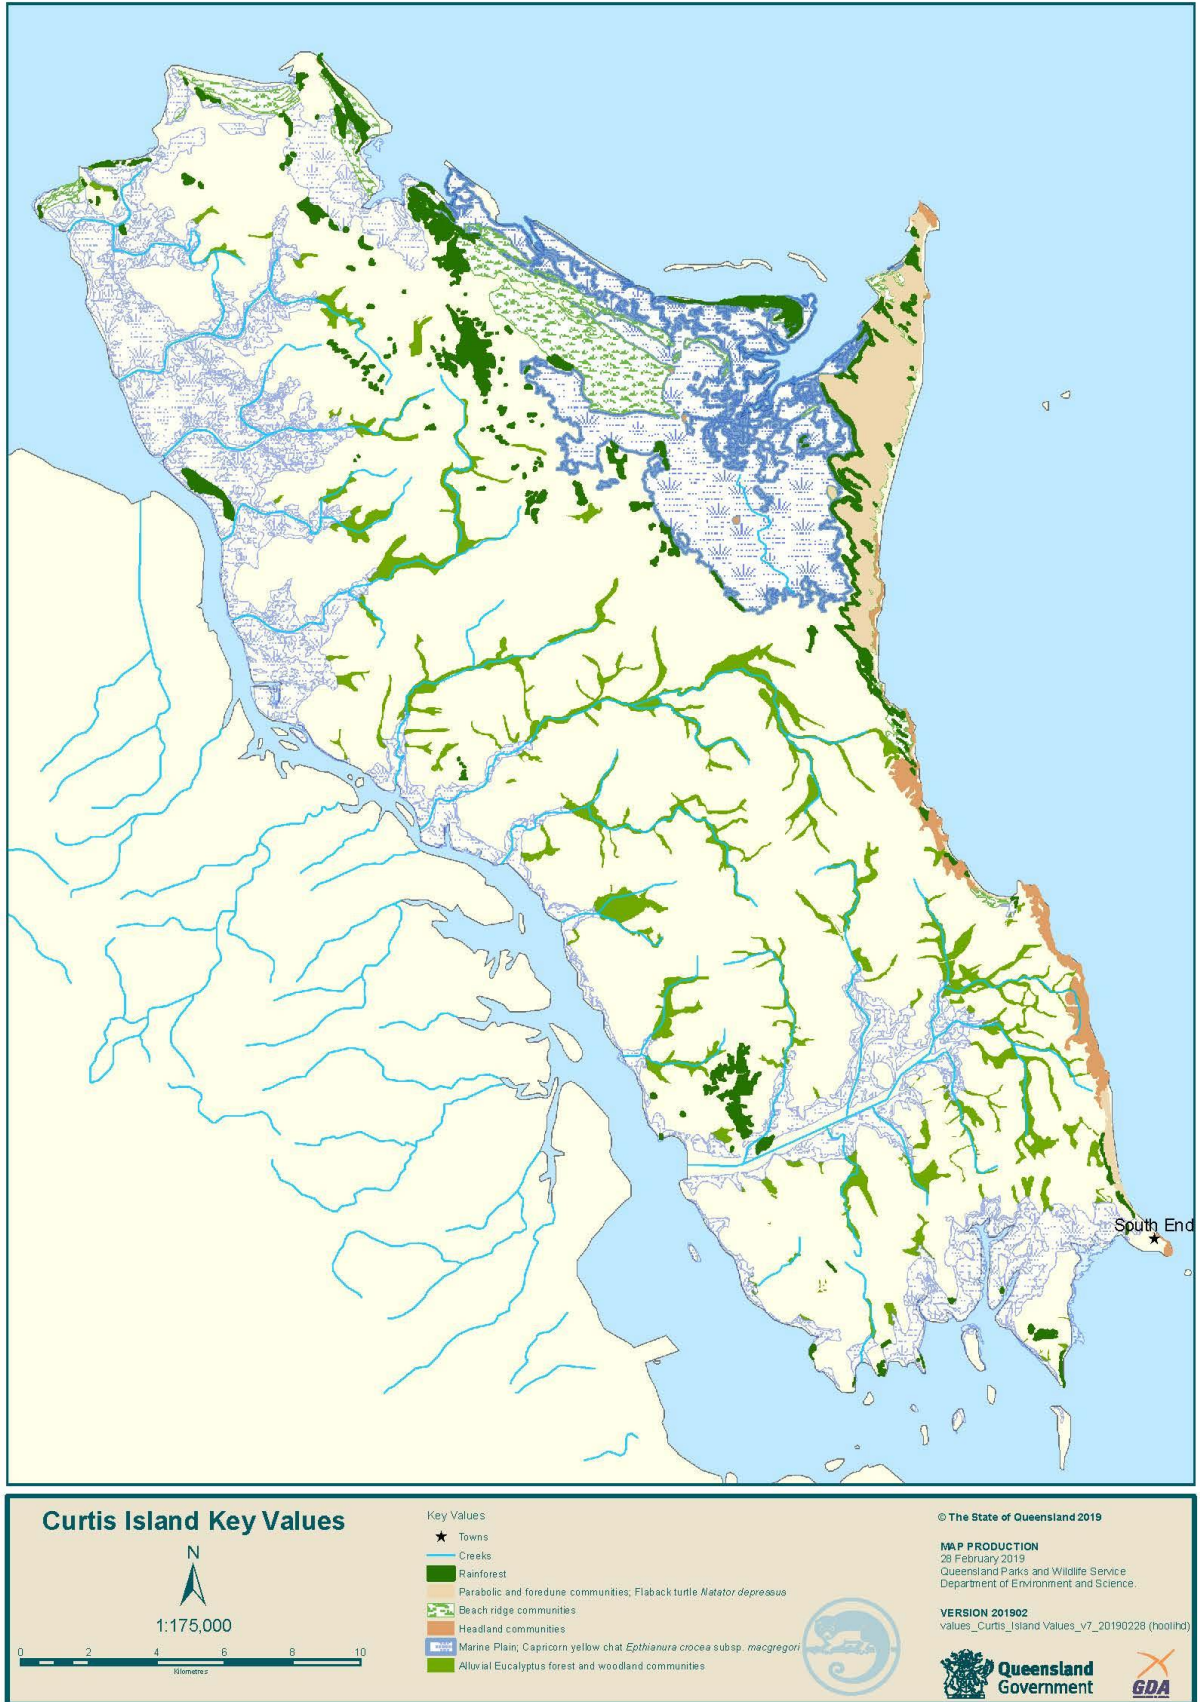 South End
Curtis Island Key Values
N
1:175,000
0 2 4 6 8 10
Kilometres
Key Values
Towns
Creeks
Rainforest
Parabolic and foredune communities; Flaback turtle Natator depressus
Beach ridge communities
Headland communities
Marine Plain; Capricorn yellow chat Epthianura crocea subsp. macgregori
Alluvial Eucalyptus forest and woodland communities
© The State of Queensland 2019
MAP PRODUCTION
28 February 2019
Queensland Parks and Wildlife Service
Department of Environment and Science.
VERSION 201902
values_Curtis_Island Values_v7_20190228 (hoolihd)
Queensland
Government
GDA